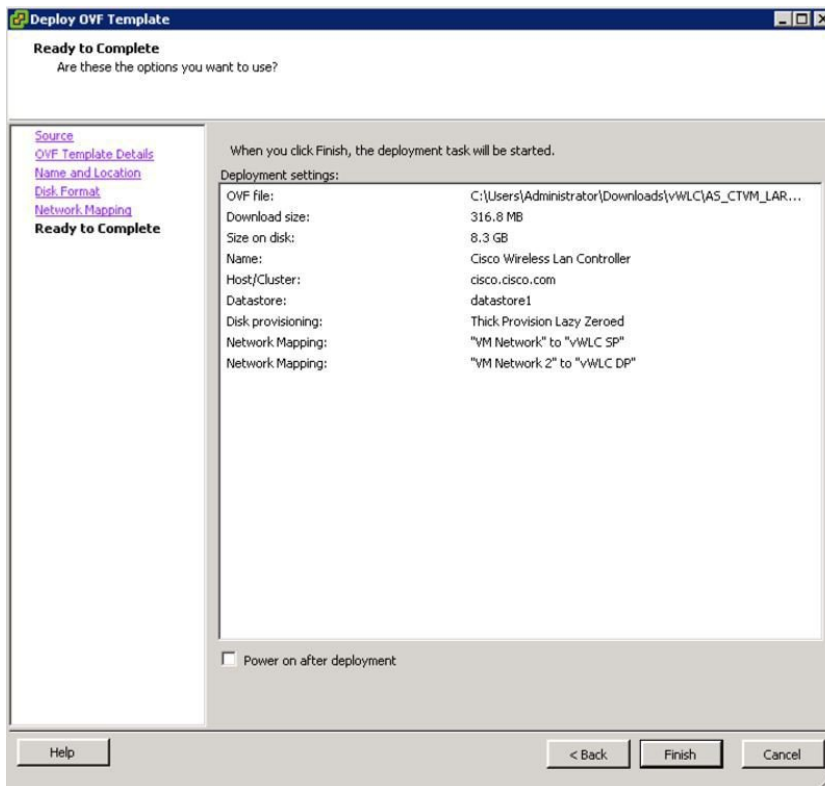 Deploy OVF Template
Ready to Complete
Are these the options you want to use?
Source
OVF Template Details
Name and Location
Disk Format
Network Mapping
Ready to Complete
When you click Finish, the deployment task will be started.
Deployment settings:
OVF file: C:\Users\Administrator\Downloads\vWLC\AS_CTVM_LAR...
Download size: 316.8 MB
Size on disk: 8.3 GB
Name: Cisco Wireless Lan Controller
Host/Cluster: cisco.cisco.com
Datastore: datastore1
Disk provisioning: Thick Provision Lazy Zeroed
Network Mapping: "VM Network" to "vWLC SP"
Network Mapping: "VM Network 2" to "vWLC DP"
Power on after deployment
Help < Back Finish Cancel